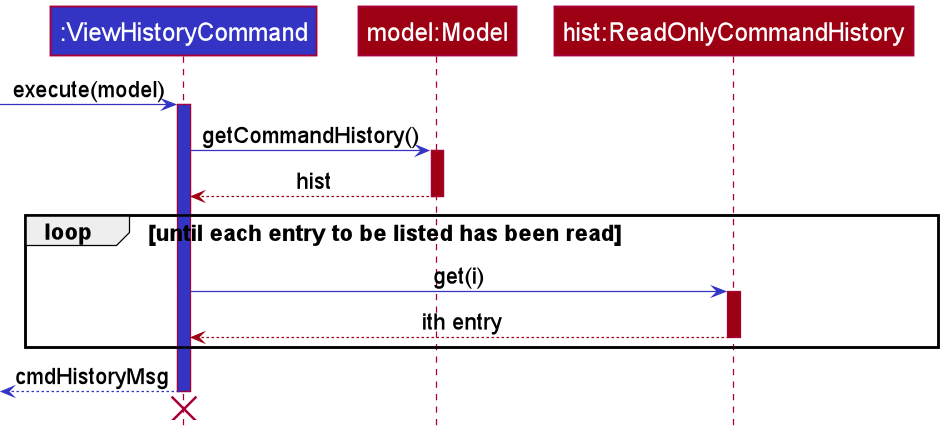 :ViewHistoryCommand
model:Model
hist:ReadOnlyCommandHistory
execute(model)
getCommandHistory()
hist
loop [until each entry to be listed has been read]
get(i)
ith entry
cmdHistoryMsg